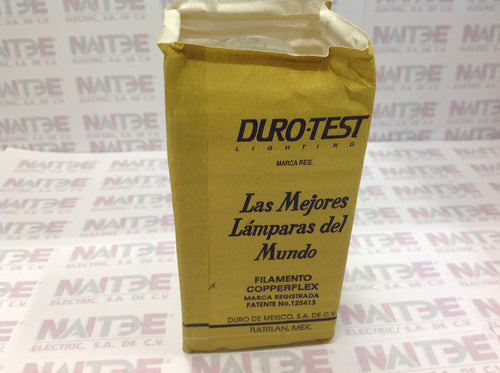 DURO-TEST
LIGHTING
MARCA REG.
Las Mejores
Lámparas del
Mundo
FILAMENTO
COPPERFLEX
MARCA REGISTRADA
PATENTE No. 125413
DURO DE MEXICO, S.A. DE C.V.
TULTITLAN, MEX.
NAITEE
ELECTRIC, S.A. DE C.V.